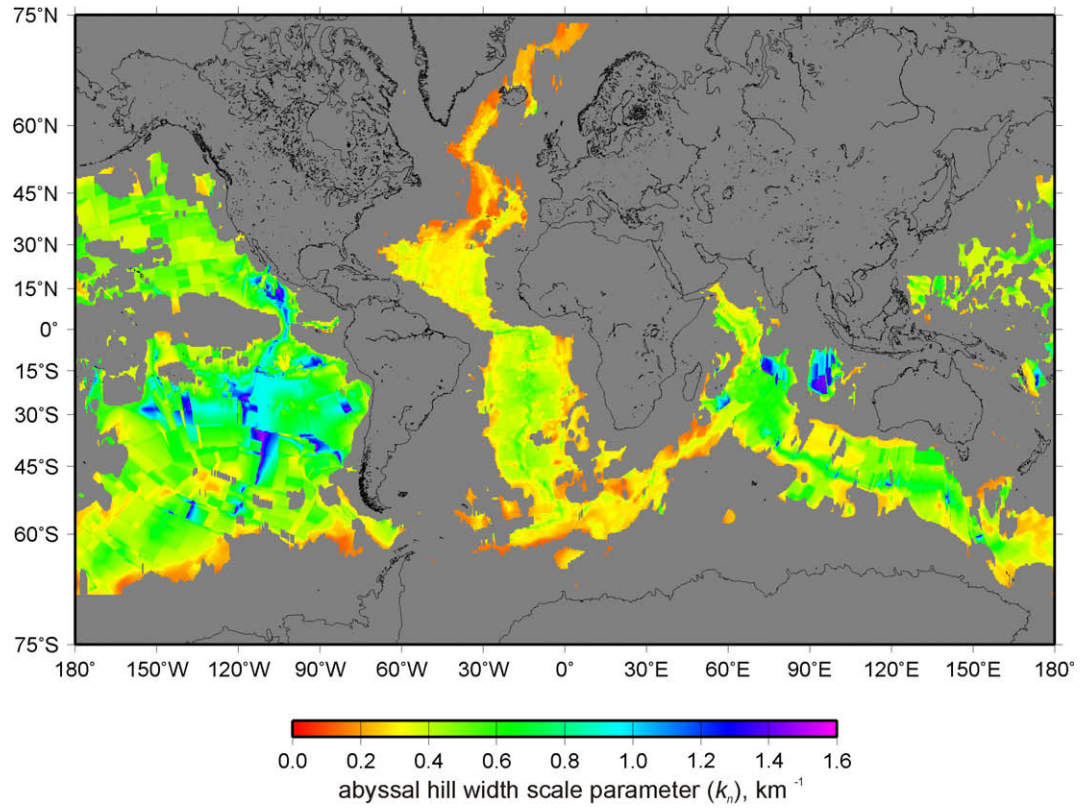 75°N
60°N
45°N
30°N
15°N
0°
15°S
30°S
45°S
60°S
75°S
180° 150°W 120°W 90°W 60°W 30°W 0° 30°E 60°E 90°E 120°E 150°E 180°
0.0 0.2 0.4 0.6 0.8 1.0 1.2 1.4 1.6
abyssal hill width scale parameter (kₙ), km ⁻¹